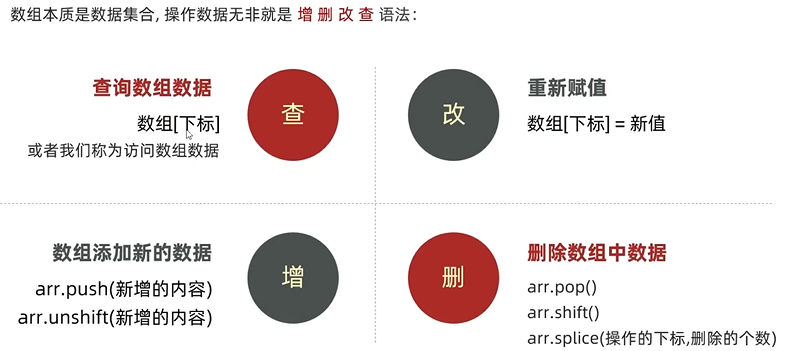 数组本质是数据集合, 操作数据无非就是 增 删 改 查 语法：
查询数组数据
数组[下标]
或者我们称为访问数组数据
查
改
重新赋值
数组[下标] = 新值
数组添加新的数据
arr.push(新增的内容)
arr.unshift(新增的内容)
增
删
删除数组中数据
arr.pop()
arr.shift()
arr.splice(操作的下标,删除的个数)